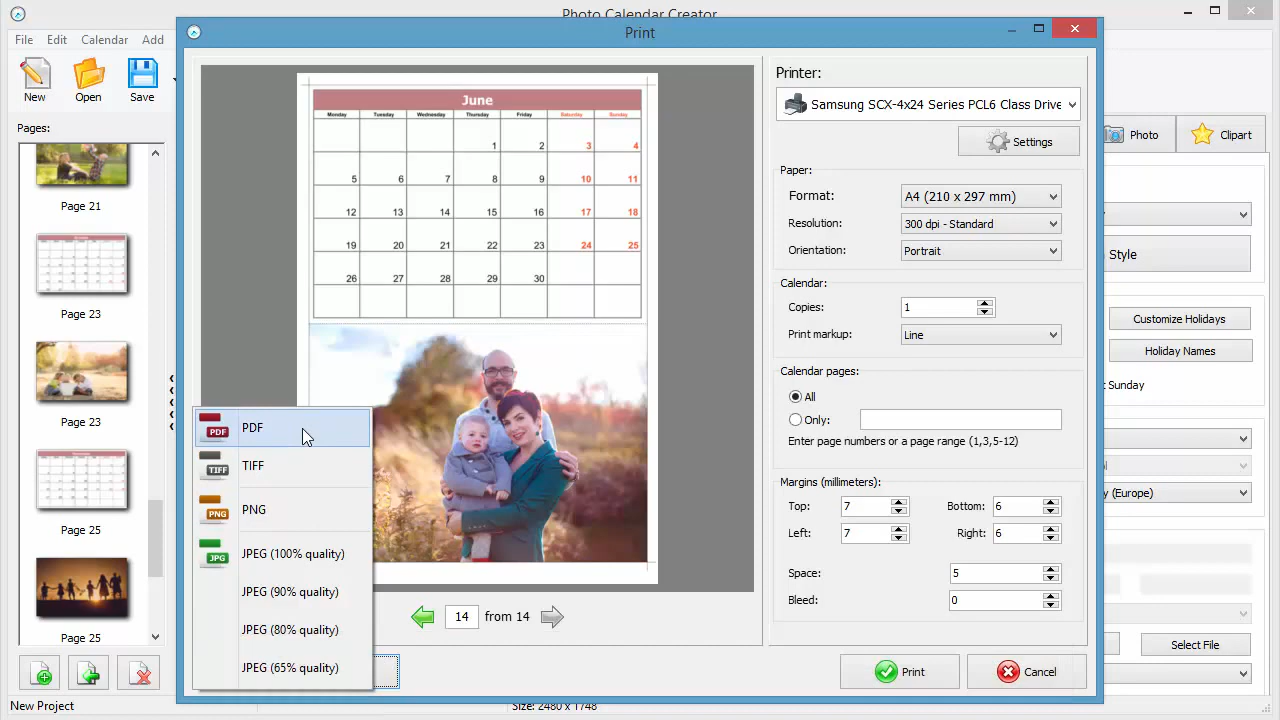 Photo Calendar Creator
File Edit Calendar Add
New Open Save
Pages:
Page 21
Page 23
Page 23
Page 25
Page 25
New Project
Size: 2480 x 1748
Photo
Clipart
Style
Customize Holidays
Holiday Names
Sunday
(Europe)
Select File
Print
June
Monday Tuesday Wednesday Thursday Friday Saturday Sunday
1 2 3 4
5 6 7 8 9 10 11
12 13 14 15 16 17 18
19 20 21 22 23 24 25
26 27 28 29 30
PDF PDF
TIFF TIFF
PNG PNG
JPG JPEG (100% quality)
JPEG (90% quality)
JPEG (80% quality)
JPEG (65% quality)
14 from 14
Printer:
Samsung SCX-4x24 Series PCL6 Class Drive
Settings
Paper:
Format: A4 (210 x 297 mm)
Resolution: 300 dpi - Standard
Orientation: Portrait
Calendar:
Copies: 1
Print markup: Line
Calendar pages:
All
Only:
Enter page numbers or a page range (1,3,5-12)
Margins (millimeters):
Top: 7 Bottom: 6
Left: 7 Right: 6
Space: 5
Bleed: 0
Print Cancel